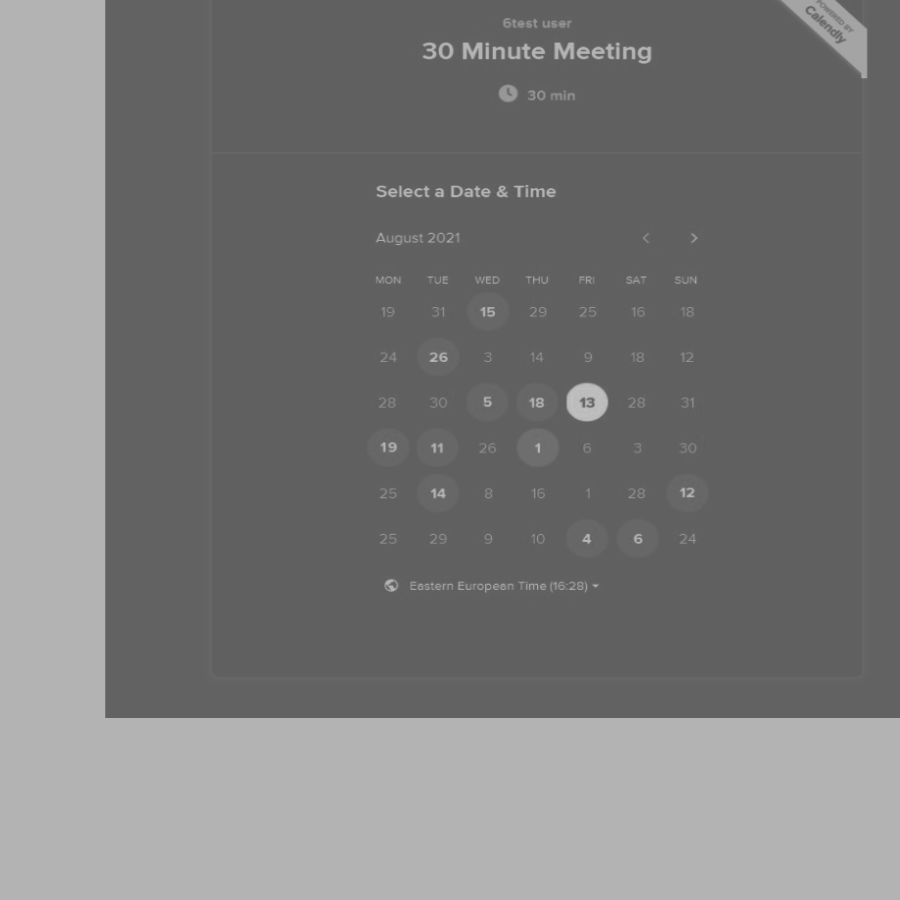 6test user
POWERED BY
Calendly
30 Minute Meeting
30 min
Select a Date & Time
August 2021
MON TUE WED THU FRI SAT SUN
19 31 15 29 25 16 18
24 26 3 14 9 18 12
28 30 5 18 13 28 31
19 11 26 1 6 3 30
25 14 8 16 1 28 12
25 29 9 10 4 6 24
Eastern European Time (16:28)